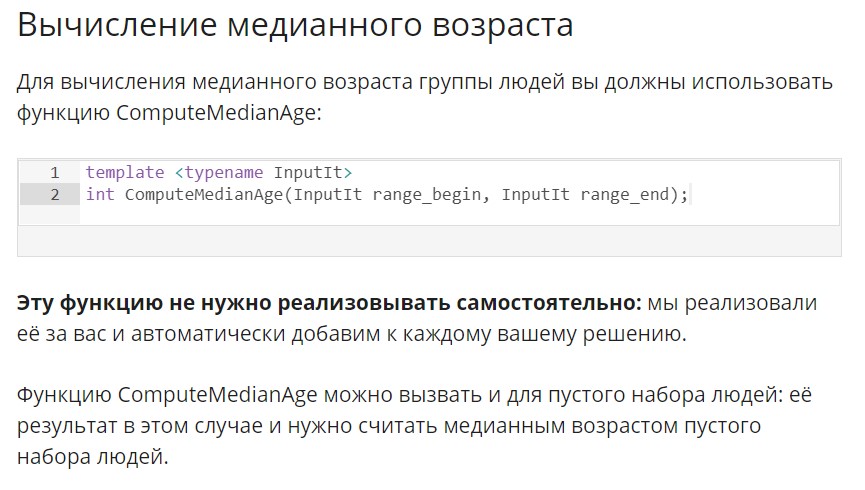 Вычисление медианного возраста
Для вычисления медианного возраста группы людей вы должны использовать
функцию ComputeMedianAge:
1 template <typename InputIt>
2 int ComputeMedianAge(InputIt range_begin, InputIt range_end);
Эту функцию не нужно реализовывать самостоятельно: мы реализовали
её за вас и автоматически добавим к каждому вашему решению.
Функцию ComputeMedianAge можно вызвать и для пустого набора людей: её
результат в этом случае и нужно считать медианным возрастом пустого
набора людей.